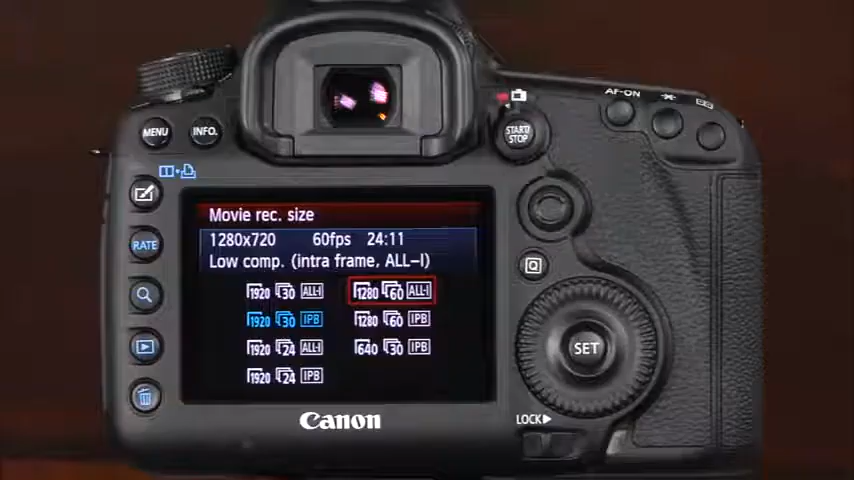 AF-ON
MENU
INFO.
START/
STOP
RATE
Movie rec. size
1280x720 60fps 24:11
Low comp. (intra frame, ALL-I)
1920 30 ALL-I 1280 60 ALL-I
1920 30 IPB 1280 60 IPB
1920 24 ALL-I 640 30 IPB
1920 24 IPB
Q
SET
Canon
LOCK